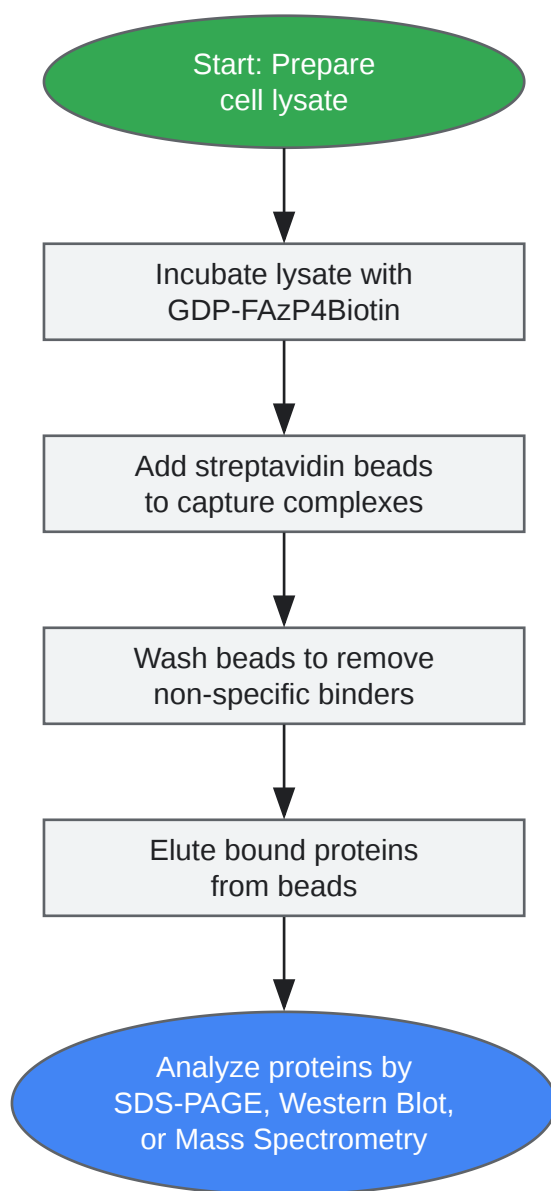 Start: Prepare
cell lysate
Incubate lysate with
GDP-FAzP4Biotin
Add streptavidin beads
to capture complexes
Wash beads to remove
non-specific binders
Elute bound proteins
from beads
Analyze proteins by
SDS-PAGE, Western Blot,
or Mass Spectrometry